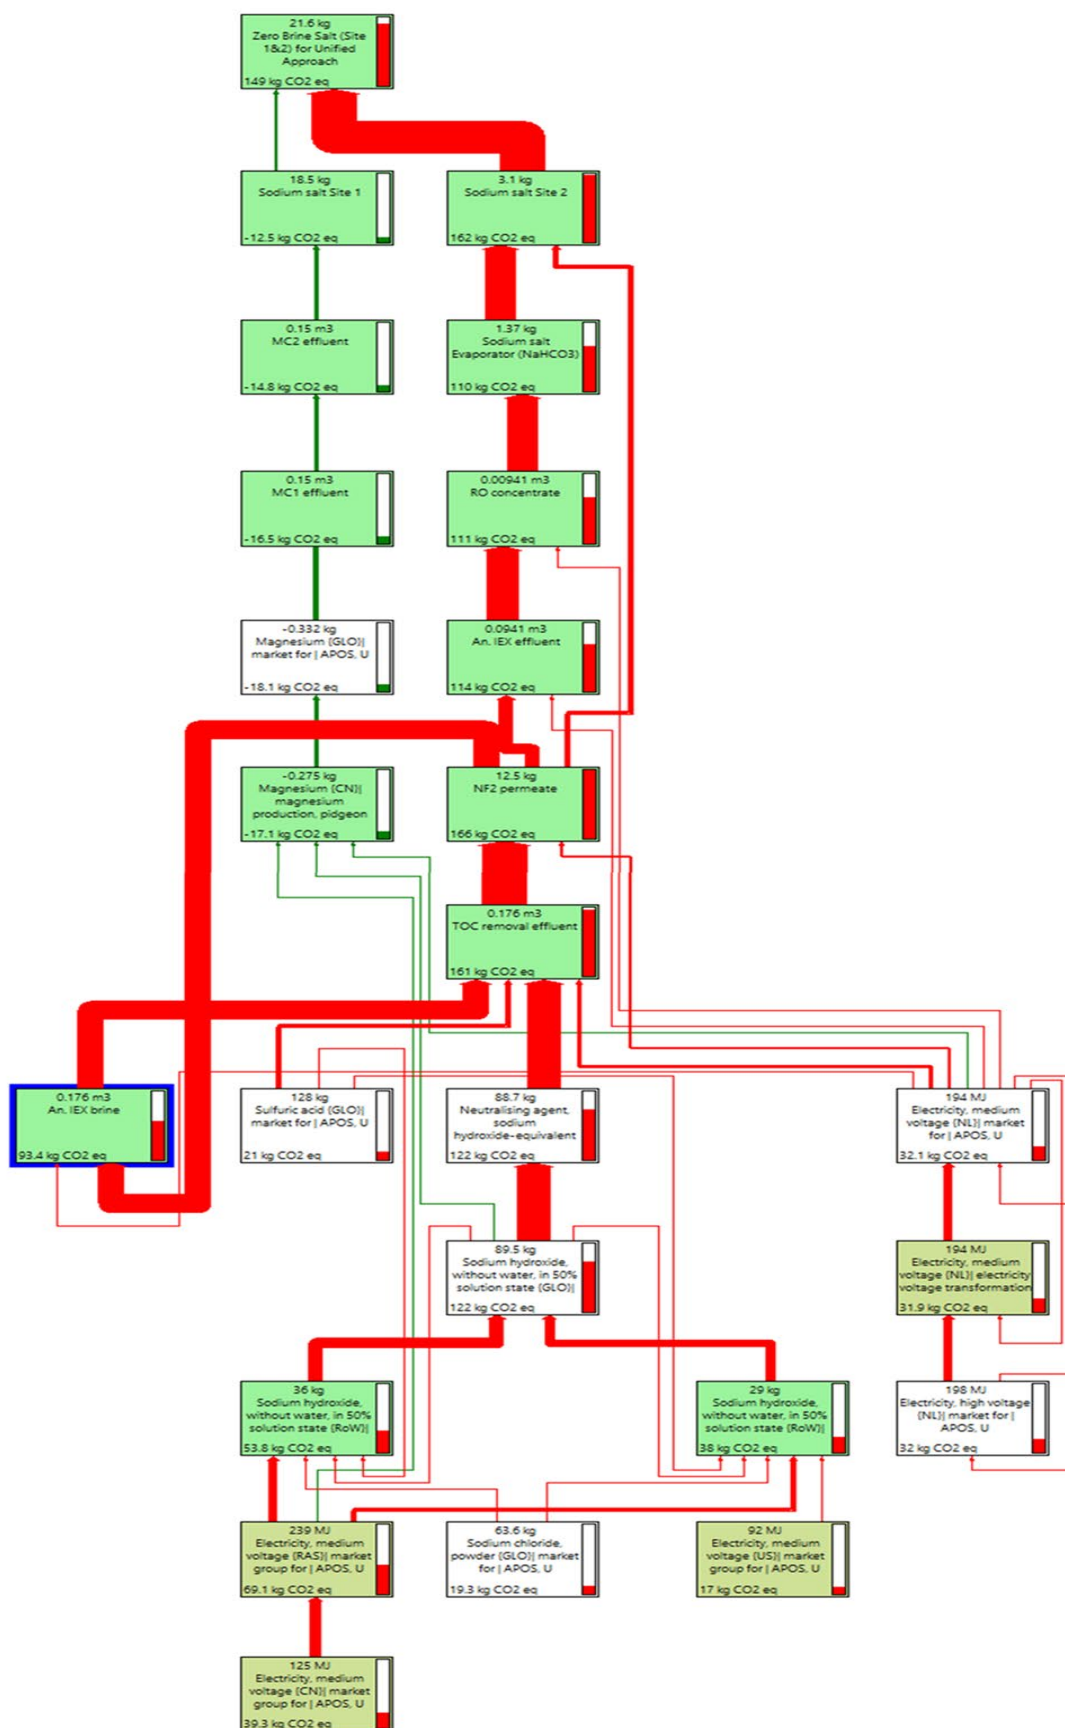 21.6 kg
Zero Brine Salt (Site
1&2) for Unified
Approach
149 kg CO2 eq
18.5 kg
Sodium salt Site 1
-12.5 kg CO2 eq
3.1 kg
Sodium salt Site 2
162 kg CO2 eq
0.15 m3
MC2 effluent
-14.8 kg CO2 eq
1.37 kg
Sodium salt
Evaporator (NaHCO3)
110 kg CO2 eq
0.15 m3
MC1 effluent
-16.5 kg CO2 eq
0.00941 m3
RO concentrate
111 kg CO2 eq
-0.332 kg
Magnesium {GLO}|
market for | APOS, U
-18.1 kg CO2 eq
0.0941 m3
An. IEX effluent
114 kg CO2 eq
-0.275 kg
Magnesium {CN}|
magnesium
production, pidgeon
-17.1 kg CO2 eq
12.5 kg
NF2 permeate
166 kg CO2 eq
0.176 m3
TOC removal effluent
161 kg CO2 eq
0.176 m3
An. IEX brine
93.4 kg CO2 eq
128 kg
Sulfuric acid {GLO}|
market for | APOS, U
21 kg CO2 eq
88.7 kg
Neutralising agent,
sodium
hydroxide-equivalent
122 kg CO2 eq
194 MJ
Electricity, medium
voltage {NL}| market
for | APOS, U
32.1 kg CO2 eq
89.5 kg
Sodium hydroxide,
without water, in 50%
solution state {GLO}|
122 kg CO2 eq
194 MJ
Electricity, medium
voltage {NL}| electricity
voltage transformation
31.9 kg CO2 eq
36 kg
Sodium hydroxide,
without water, in 50%
solution state {RoW}|
53.8 kg CO2 eq
29 kg
Sodium hydroxide,
without water, in 50%
solution state {RoW}|
38 kg CO2 eq
198 MJ
Electricity, high voltage
{NL}| market for |
APOS, U
32 kg CO2 eq
239 MJ
Electricity, medium
voltage {RAS}| market
group for | APOS, U
69.1 kg CO2 eq
63.6 kg
Sodium chloride,
powder {GLO}| market
for | APOS, U
19.3 kg CO2 eq
92 MJ
Electricity, medium
voltage {US}| market
group for | APOS, U
17 kg CO2 eq
125 MJ
Electricity, medium
voltage {CN}| market
group for | APOS, U
39.3 kg CO2 eq